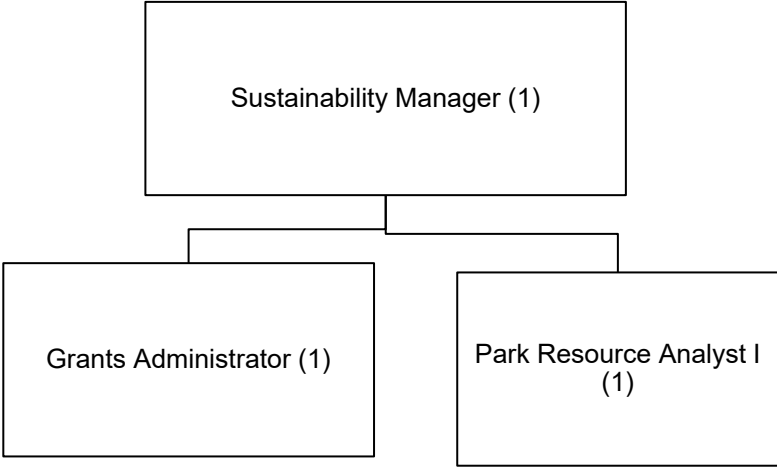 Sustainability Manager (1)
Grants Administrator (1)
Park Resource Analyst I
(1)